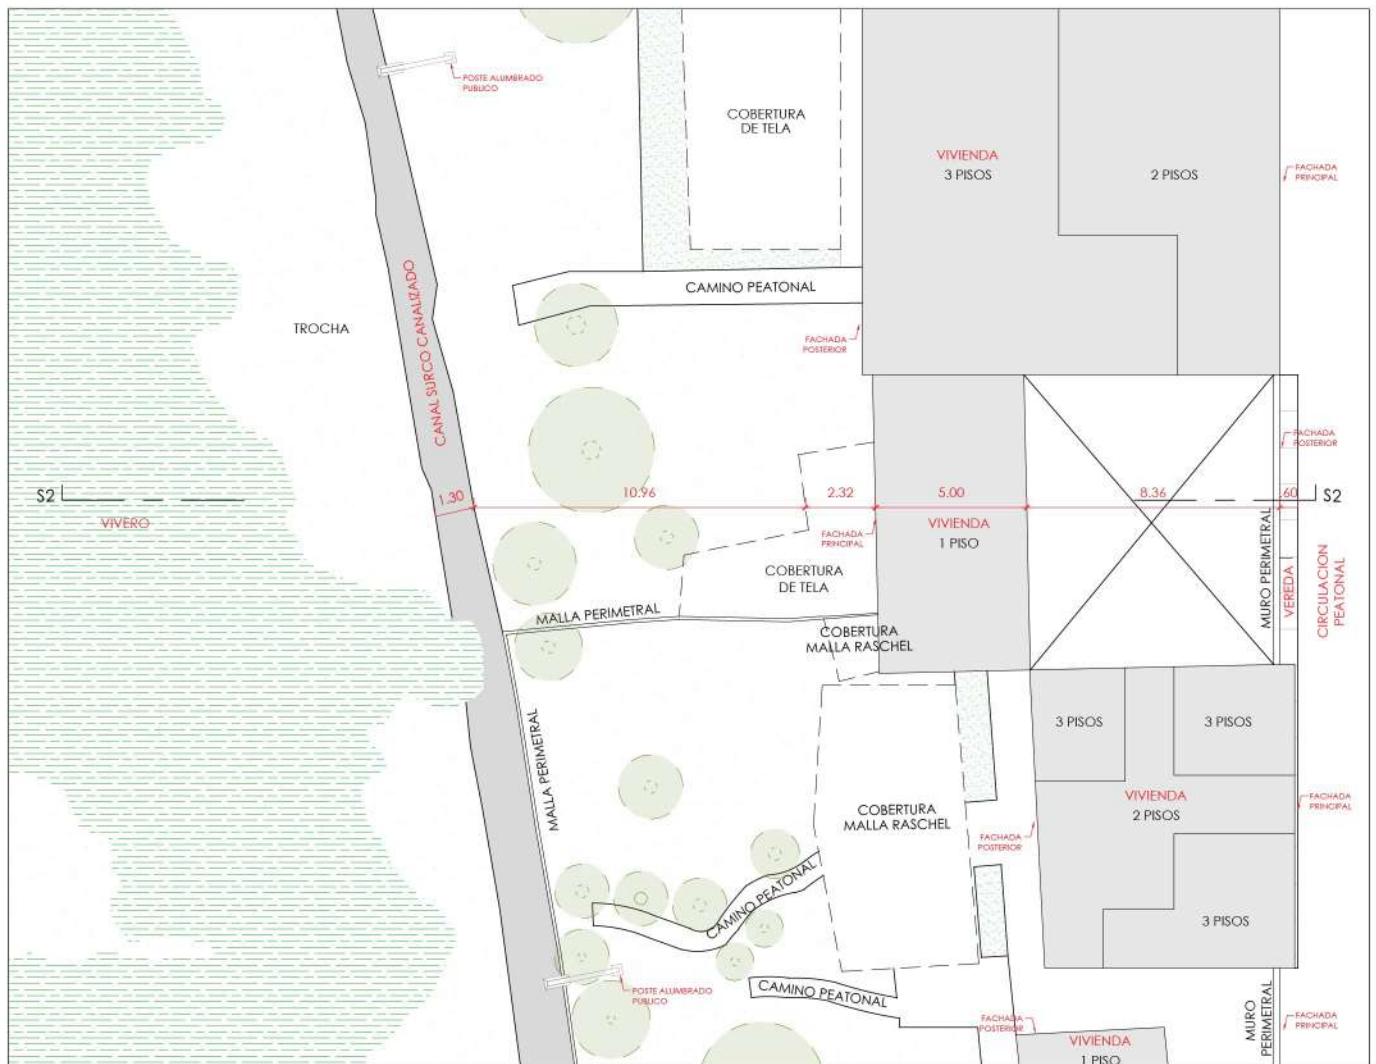 POSTE ALUMBRADO
PUBLICO
COBERTURA
DE TELA
VIVIENDA
3 PISOS
2 PISOS
FACHADA
PRINCIPAL
CAMINO PEATONAL
CANAL SURCO CANALIZADO
TROCHA
FACHADA
POSTERIOR
FACHADA
POSTERIOR
S2
1.30
10.96
2.32
5.00
8.36
.60
S2
VIVERO
FACHADA
PRINCIPAL
VIVIENDA
1 PISO
COBERTURA
DE TELA
MURO PERIMETRAL
VEREDA
CIRCULACION
PEATONAL
MALLA PERIMETRAL
COBERTURA
MALLA RASCHEL
MALLA PERIMETRAL
3 PISOS
3 PISOS
VIVIENDA
2 PISOS
FACHADA
PRINCIPAL
COBERTURA
MALLA RASCHEL
FACHADA
POSTERIOR
CAMINO PEATONAL
3 PISOS
POSTE ALUMBRADO
PUBLICO
CAMINO PEATONAL
MURO
PERIMETRAL
FACHADA
POSTERIOR
FACHADA
PRINCIPAL
VIVIENDA
1 PISO